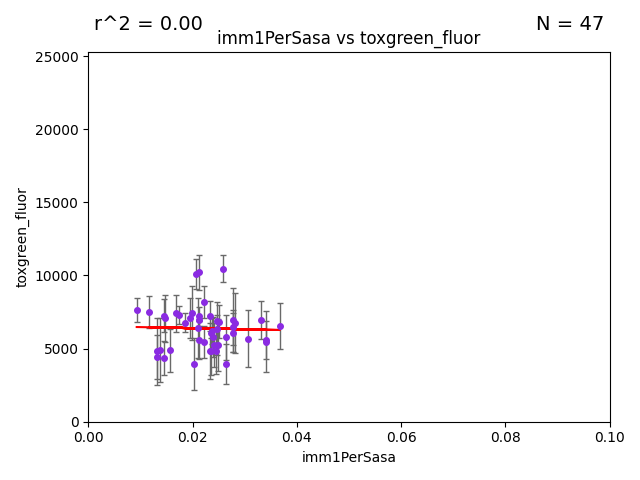 r^2 = 0.00
N = 47
imm1PerSasa vs toxgreen_fluor
25000
20000
15000
10000
5000
0
toxgreen_fluor
0.00
0.02
0.04
0.06
0.08
0.10
imm1PerSasa